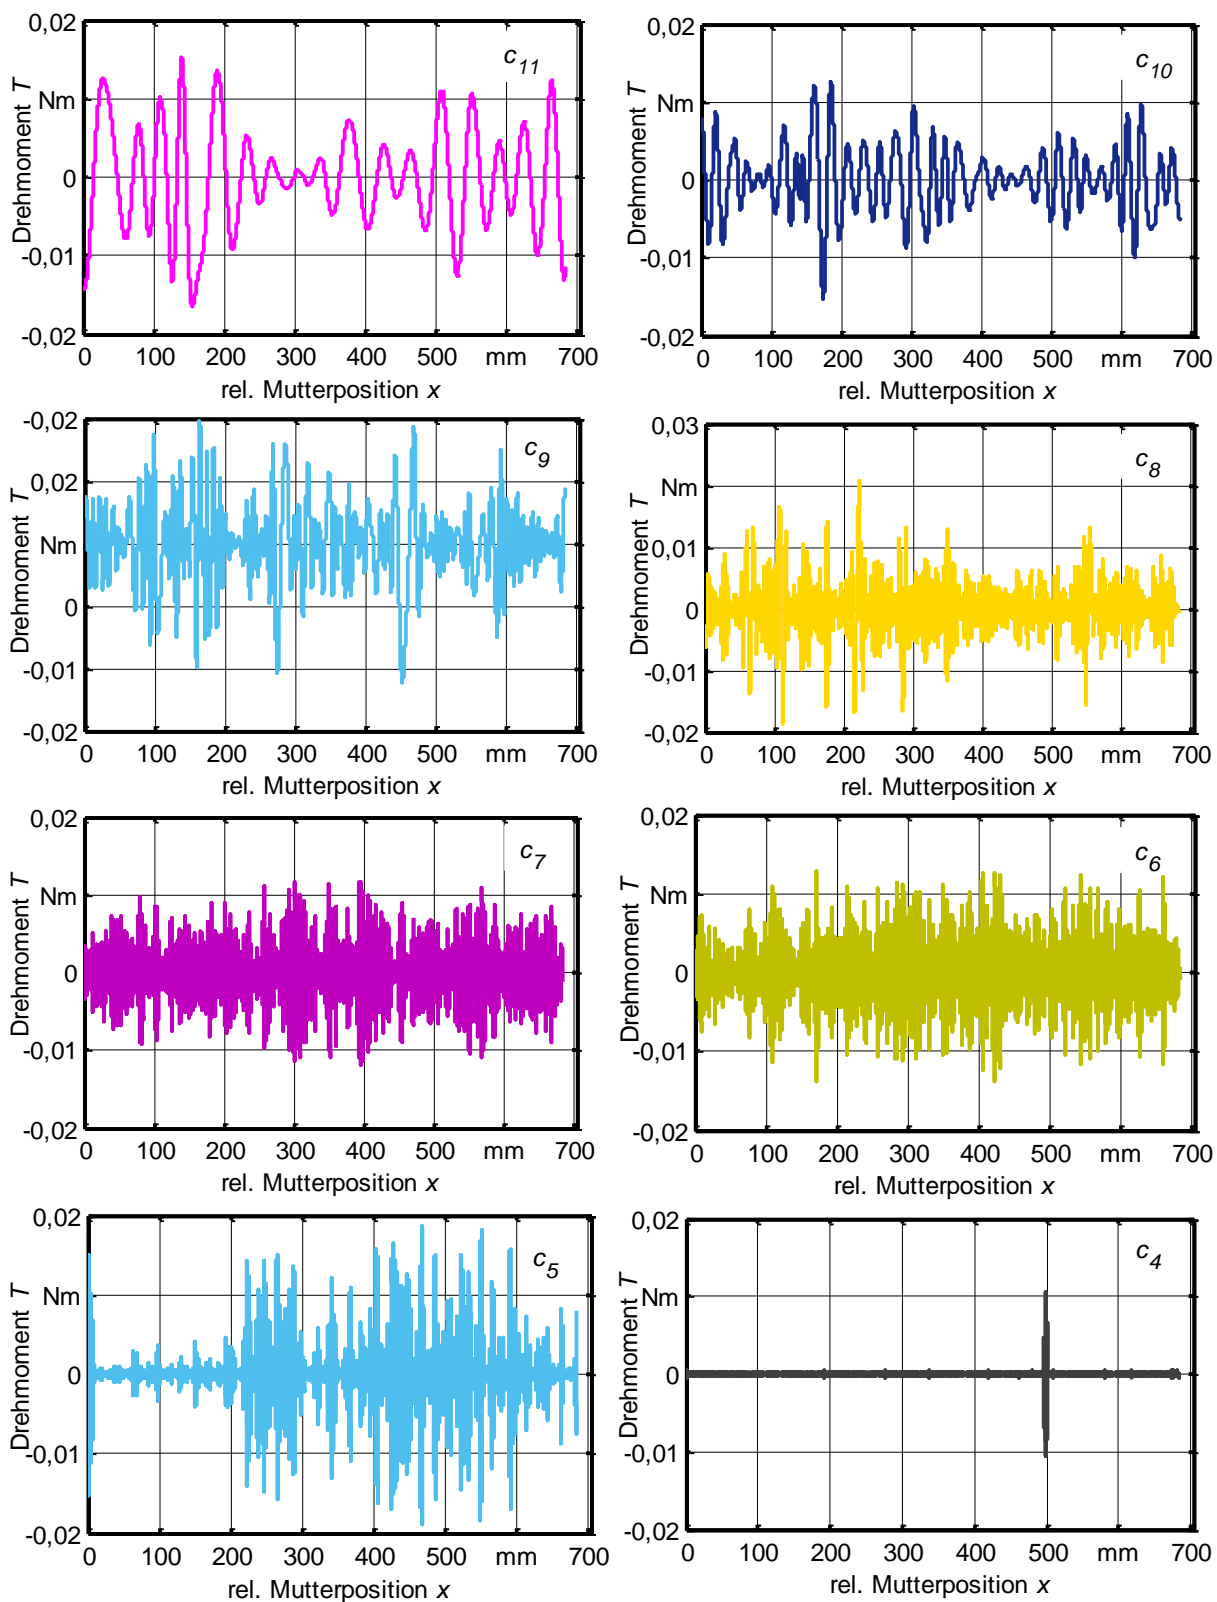 0,02
Nm
0
-0,01
-0,02
Drehmoment T
c11
0 100 200 300 400 500 mm 700
rel. Mutterposition x
0,02
Nm
0
-0,01
-0,02
Drehmoment T
c10
0 100 200 300 400 500 mm 700
rel. Mutterposition x
-0,02
0,02
Nm
0
-0,01
-0,02
Drehmoment T
c9
0 100 200 300 400 500 mm 700
rel. Mutterposition x
0,03
Nm
0,01
0
-0,01
-0,02
Drehmoment T
c8
0 100 200 300 400 500 mm 700
rel. Mutterposition x
0,02
Nm
0
-0,01
-0,02
Drehmoment T
c7
0 100 200 300 400 500 mm 700
rel. Mutterposition x
0,02
Nm
0
-0,01
-0,02
Drehmoment T
c6
0 100 200 300 400 500 mm 700
rel. Mutterposition x
0,02
Nm
0
-0,01
-0,02
Drehmoment T
c5
0 100 200 300 400 500 mm 700
rel. Mutterposition x
0,02
Nm
0
-0,01
-0,02
Drehmoment T
c4
0 100 200 300 400 500 mm 700
rel. Mutterposition x